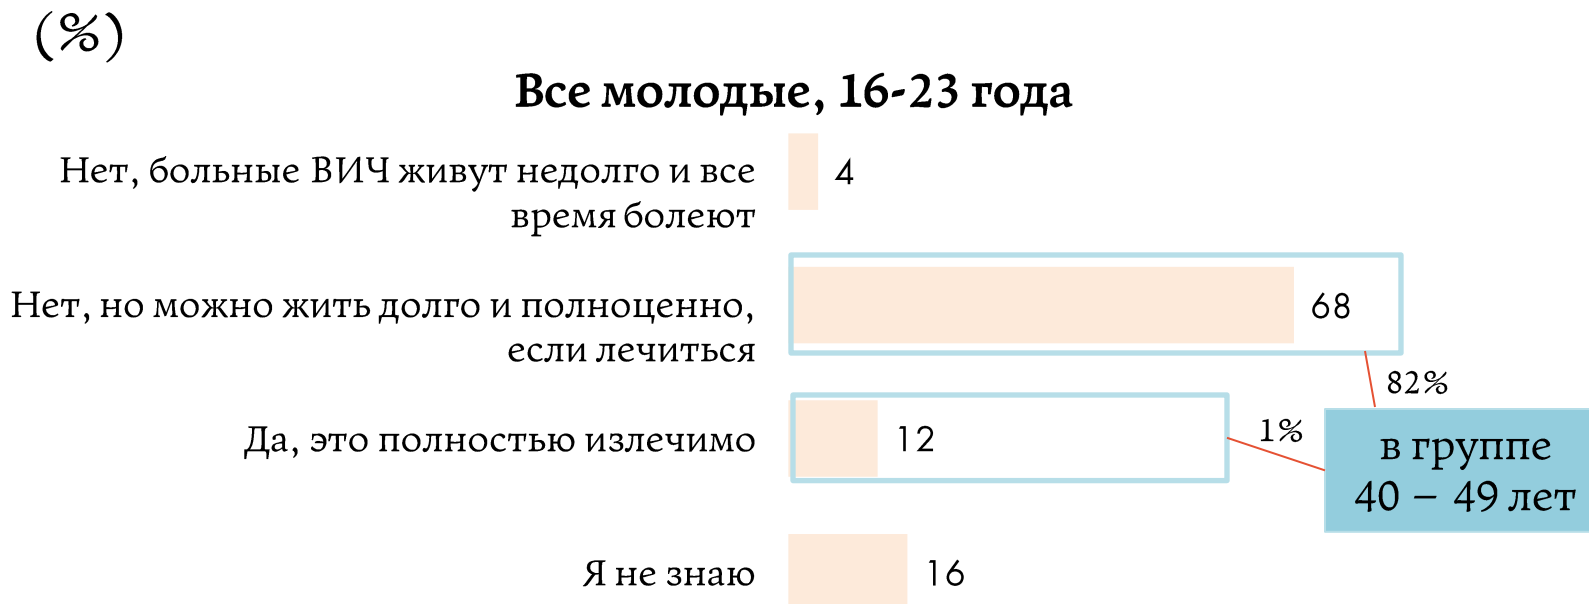 (%)
Все молодые, 16-23 года
Нет, больные ВИЧ живут недолго и все
время болеют
4
Нет, но можно жить долго и полноценно,
если лечиться
68
82%
Да, это полностью излечимо
12
1%
в группе
40 – 49 лет
Я не знаю
16